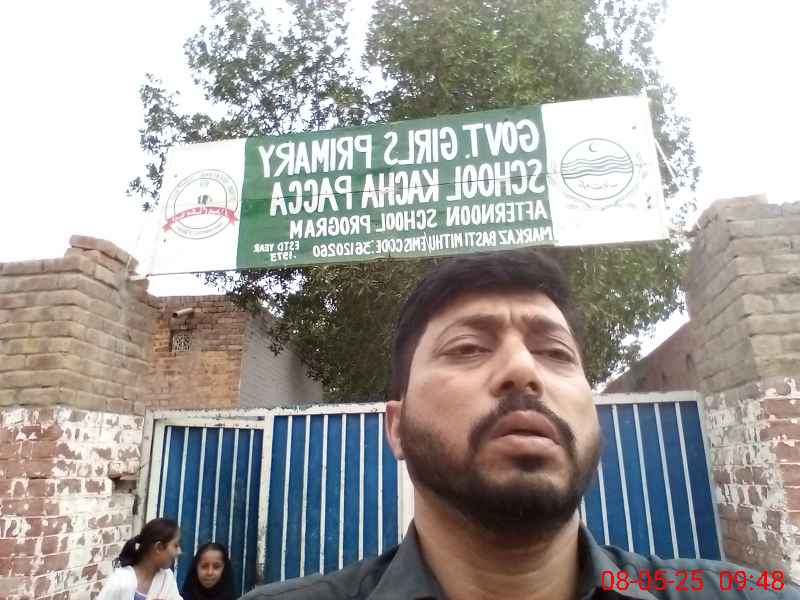 GOVT. GIRLS PRIMARY
SCHOOL KACHA PACCA
AFTERNOON SCHOOL PROGRAM
MARKAZ BASTI MITHU/EMIS CODE:36120260
ESTD YEAR
1973
08-05-25 09:48